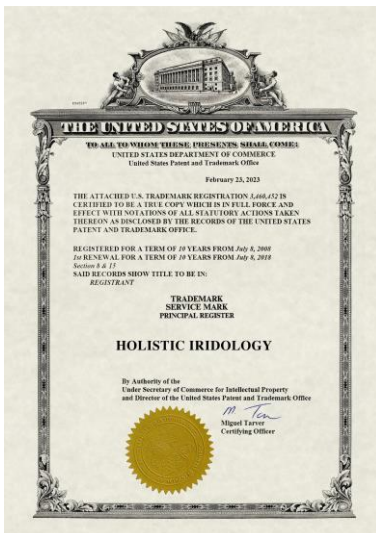 THE UNITED STATES OF AMERICA
TO ALL TO WHOM THESE PRESENTS SHALL COME:
UNITED STATES DEPARTMENT OF COMMERCE
United States Patent and Trademark Office
February 23, 2023
THE ATTACHED U.S. TRADEMARK REGISTRATION 3,460,452 IS
CERTIFIED TO BE A TRUE COPY WHICH IS IN FULL FORCE AND
EFFECT WITH NOTATIONS OF ALL STATUTORY ACTIONS TAKEN
THEREON AS DISCLOSED BY THE RECORDS OF THE UNITED STATES
PATENT AND TRADEMARK OFFICE.
REGISTERED FOR A TERM OF 10 YEARS FROM July 8, 2008
1st RENEWAL FOR A TERM OF 10 YEARS FROM July 8, 2018
Section 8 & 15
SAID RECORDS SHOW TITLE TO BE IN:
REGISTRANT
TRADEMARK
SERVICE MARK
PRINCIPAL REGISTER
HOLISTIC IRIDOLOGY
By Authority of the
Under Secretary of Commerce for Intellectual Property
and Director of the United States Patent and Trademark Office
Miguel Tarver
Certifying Officer